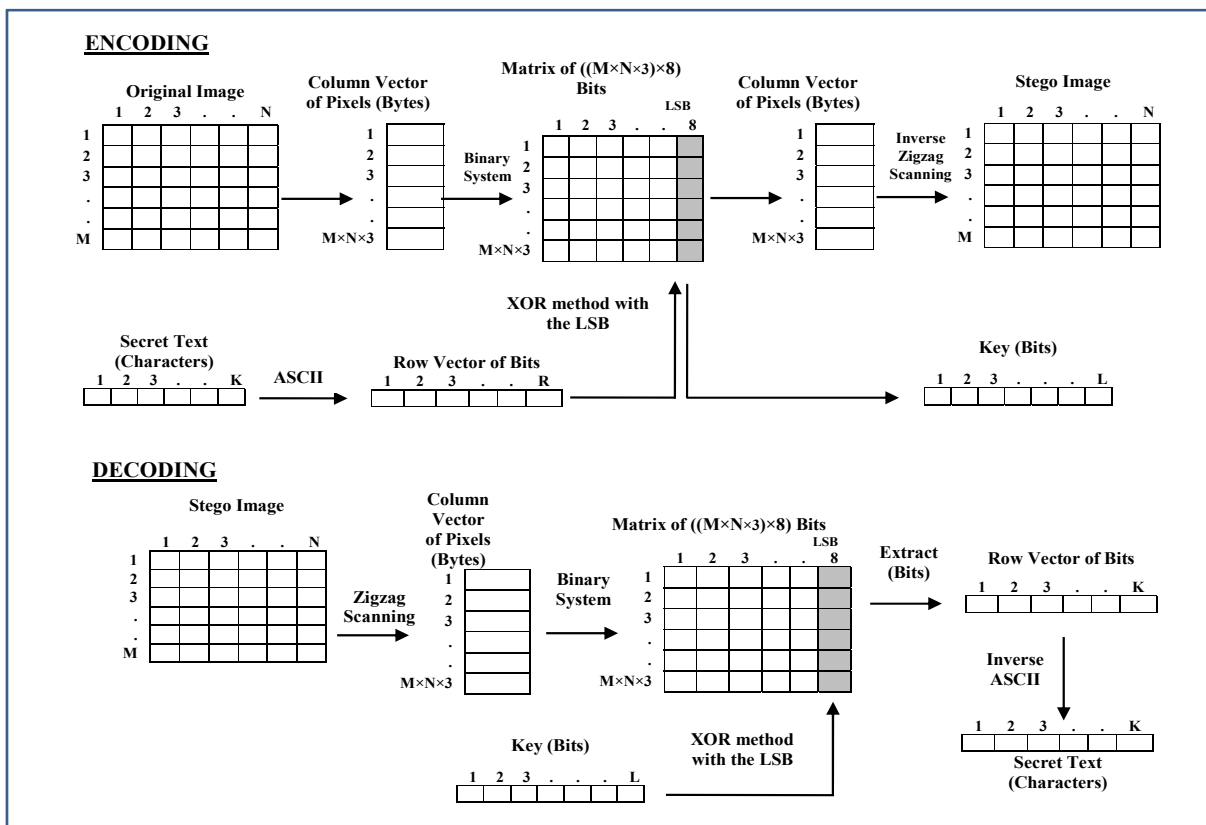 ENCODING
Original Image
1 2 3 . . N
1
2
3
.
.
M
Column Vector
of Pixels (Bytes)
1
2
3
.
.
M×N×3
Binary
System
Matrix of ((M×N×3)×8)
Bits
LSB
1 2 3 . . 8
1
2
3
.
.
M×N×3
Column Vector
of Pixels (Bytes)
1
2
3
.
.
M×N×3
Inverse
Zigzag
Scanning
Stego Image
1 2 3 . . N
1
2
3
.
.
M
XOR method with
the LSB
Secret Text
(Characters)
1 2 3 . . K
ASCII
Row Vector of Bits
1 2 3 . . R
Key (Bits)
1 2 3 . . . L
DECODING
Stego Image
1 2 3 . . N
1
2
3
.
.
M
Zigzag
Scanning
Column
Vector
of Pixels
(Bytes)
1
2
3
.
.
M×N×3
Binary
System
Matrix of ((M×N×3)×8) Bits
LSB
1 2 3 . . 8
1
2
3
.
.
M×N×3
Extract
(Bits)
Row Vector of Bits
1 2 3 . . K
Inverse
ASCII
1 2 3 . . K
Secret Text
(Characters)
Key (Bits)
1 2 3 . . . L
XOR method
with the LSB